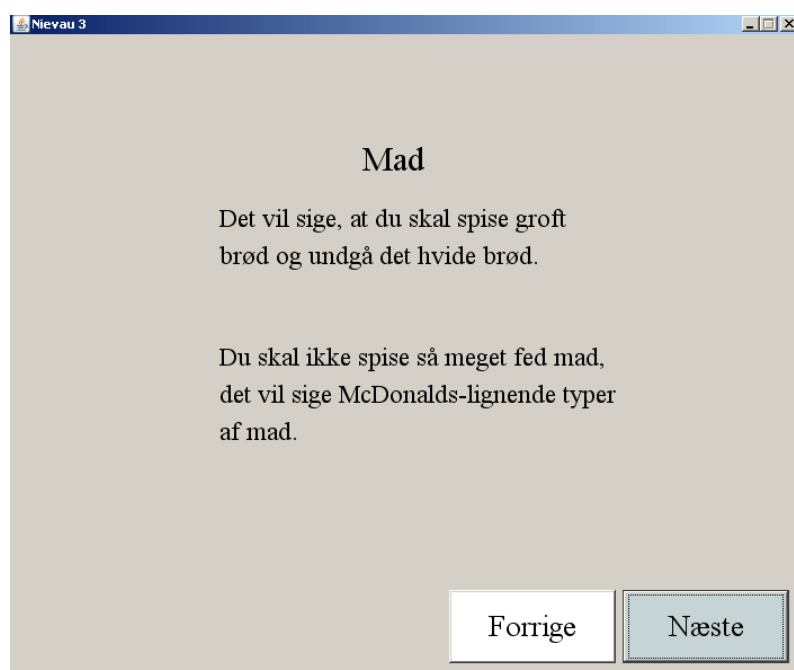 Nievau 3
Mad
Det vil sige, at du skal spise groft
brød og undgå det hvide brød.
Du skal ikke spise så meget fed mad,
det vil sige McDonalds-lignende typer
af mad.
Forrige
Næste